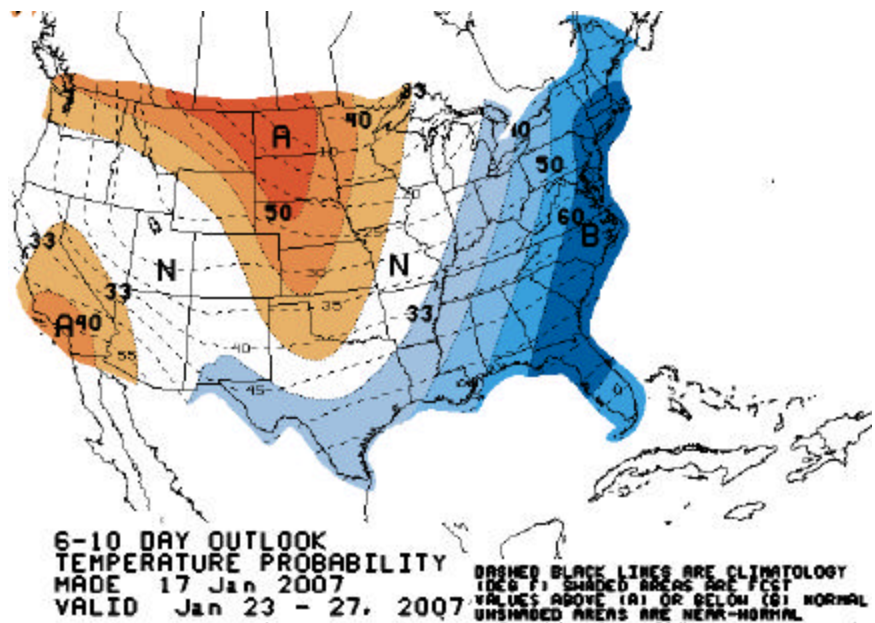 33
A
40
10
50
50
60
B
33
N
N
30
33
35
33
A 40
40
55
45
6-10 DAY OUTLOOK
TEMPERATURE PROBABILITY
MADE 17 Jan 2007
VALID Jan 23 - 27, 2007
DASHED BLACK LINES ARE CLIMATOLOGY
(DEG F) SHADED AREAS ARE FCST
VALUES ABOVE (A) OR BELOW (B) NORMAL
UNSHADED AREAS ARE NEAR-NORMAL